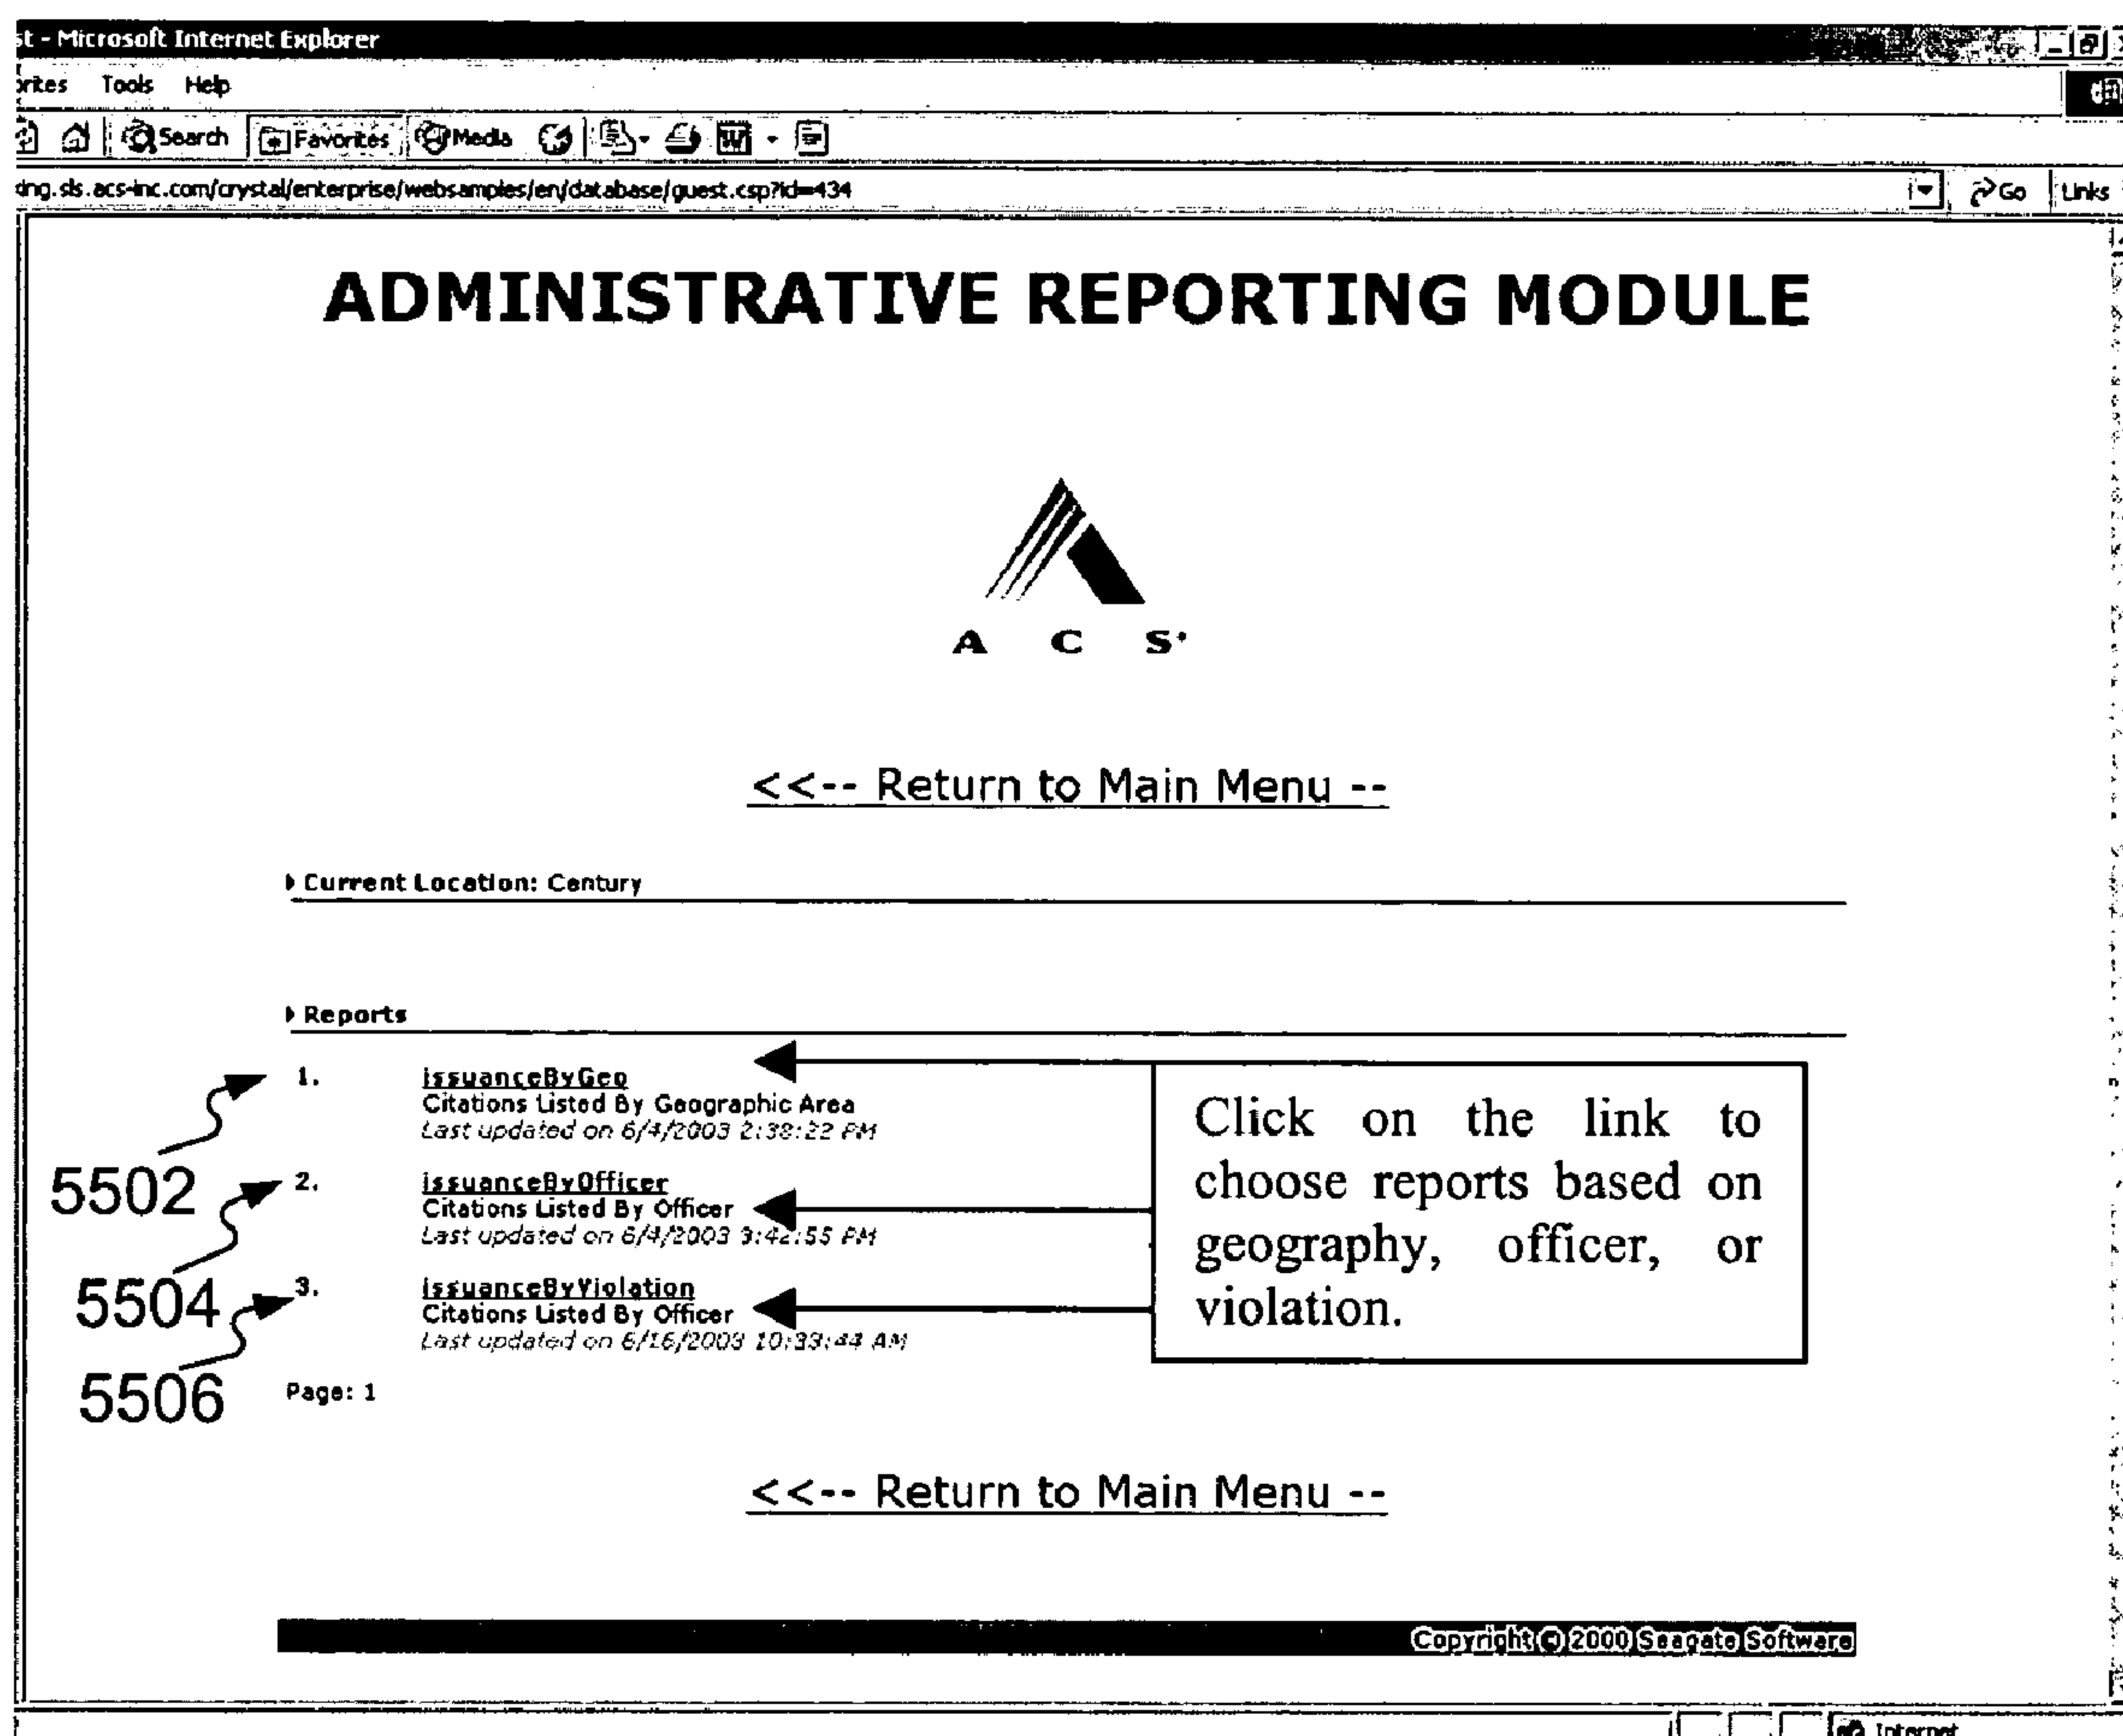 st - Microsoft Internet Explorer
rites Tools Help
Search Favorites Media
dng.sls.acs-inc.com/crystal/enterprise/websamples/en/database/guest.csp?id=434
Go Links
ADMINISTRATIVE REPORTING MODULE
A C S
<<-- Return to Main Menu --
Current Location: Century
Reports
1. issuanceByGeo
Citations Listed By Geographic Area
Last updated on 6/4/2003 2:38:22 PM
5502
2. issuanceByOfficer
Citations Listed By Officer
Last updated on 6/4/2003 3:42:55 PM
5504
3. issuanceByViolation
Citations Listed By Officer
Last updated on 6/16/2003 10:33:44 AM
5506
Click on the link to
choose reports based on
geography, officer, or
violation.
Page: 1
<<-- Return to Main Menu --
Copyright (c) 2000 Seagate Software
Internet